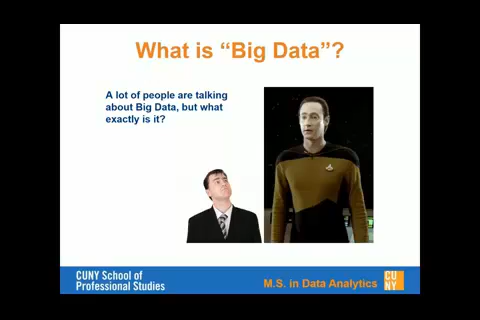 What is “Big Data”?
A lot of people are talking
about Big Data, but what
exactly is it?
CUNY School of
Professional Studies
M.S. in Data Analytics
CU
NY